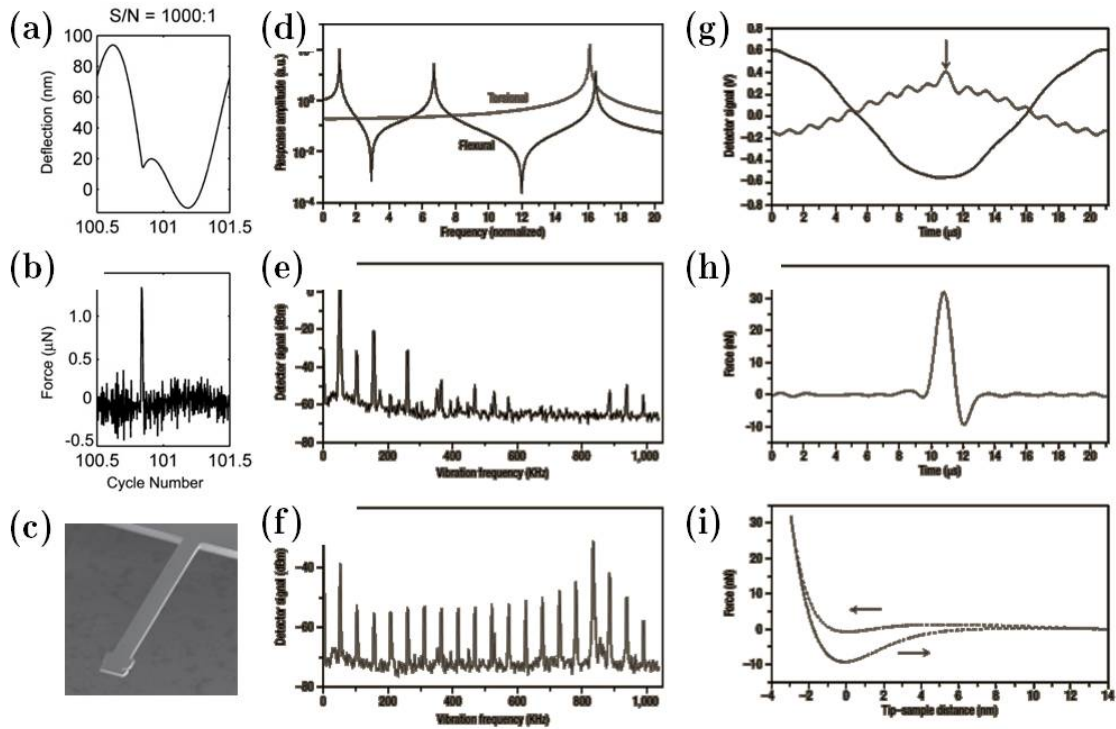 (a)
S/N = 1000:1
100
80
60
40
20
0
Deflection (nm)
100.5 101 101.5
(b)
1.0
0.5
0
-0.5
Force (µN)
100.5 101 101.5
Cycle Number
(c)
(d)
10⁰
10⁻²
10⁻⁴
Response amplitude (a.u.)
Torsional
Flexural
0 2 4 6 8 10 12 14 16 18 20
Frequency (normalized)
(e)
0
−20
−40
−60
−80
Detector signal (dBm)
0 200 400 600 800 1,000
Vibration frequency (KHz)
(f)
−40
−60
−80
Detector signal (dBm)
0 200 400 600 800 1,000
Vibration frequency (KHz)
(g)
0.8
0.6
0.4
0.2
0.0
−0.2
−0.4
−0.6
−0.8
Detector signal (V)
0 2 4 6 8 10 12 14 16 18 20
Time (µs)
(h)
30
20
10
0
−10
Force (nN)
0 2 4 6 8 10 12 14 16 18 20
Time (µs)
(i)
30
20
10
0
−10
Force (nN)
−4 −2 0 2 4 6 8 10 12 14
Tip–sample distance (nm)